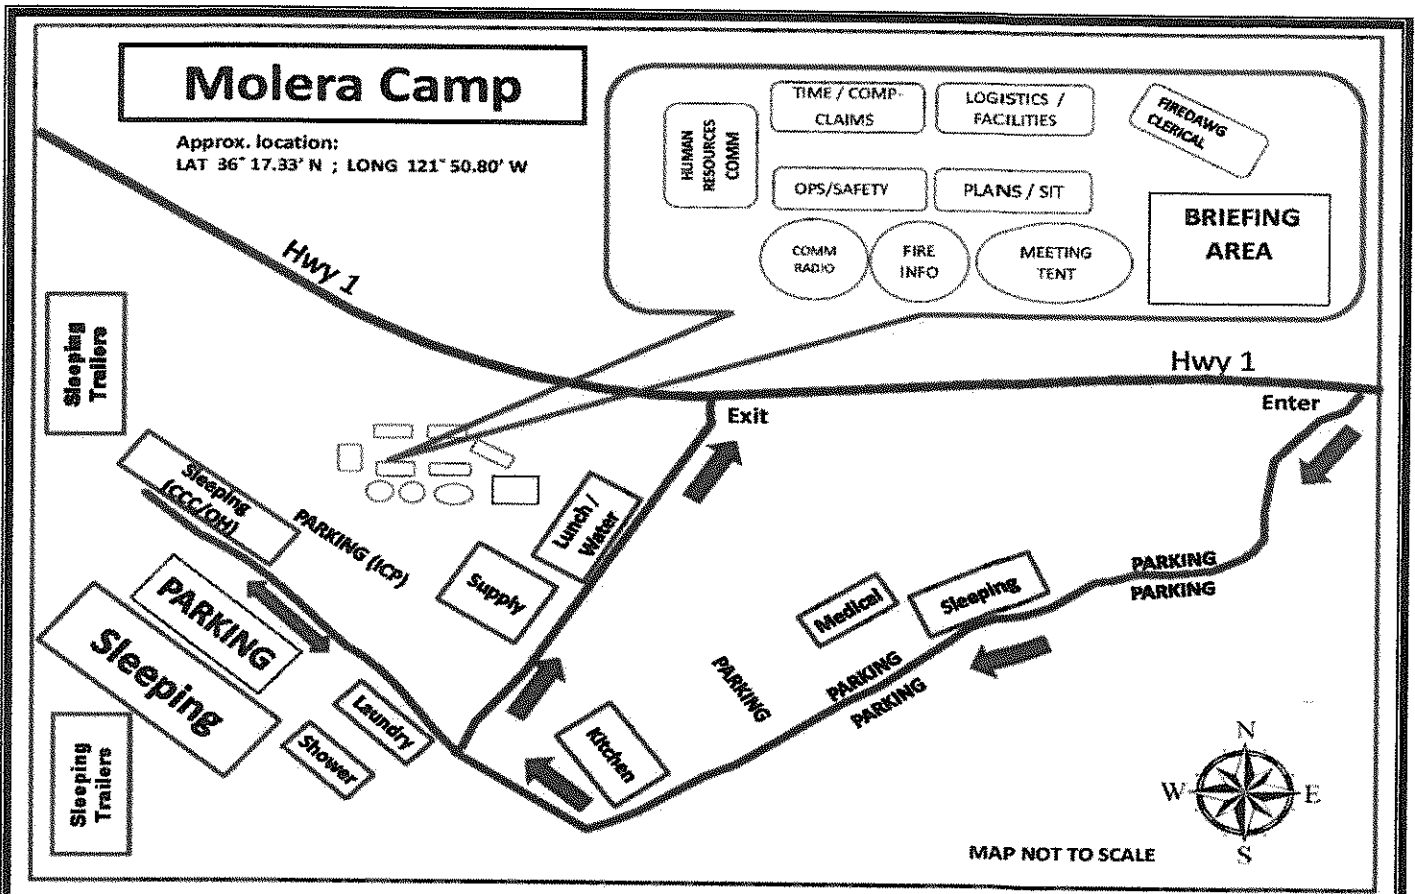 Molera Camp
Approx. location:
LAT 36° 17.33' N ; LONG 121° 50.80' W
HUMAN
RESOURCES
COMM
TIME / COMP-
CLAIMS
LOGISTICS /
FACILITIES
FIREDAWG
CLERICAL
OPS/SAFETY
PLANS / SIT
COMM
RADIO
FIRE
INFO
MEETING
TENT
BRIEFING
AREA
Hwy 1
Hwy 1
Exit
Enter
Sleeping
Trailers
Sleeping
(CCC/OH)
PARKING (ICP)
Lunch /
Water
Supply
PARKING
Sleeping
Laundry
Shower
Sleeping
Trailers
Kitchen
PARKING
Medical
Sleeping
PARKING
PARKING
PARKING
PARKING
N
W
E
S
MAP NOT TO SCALE